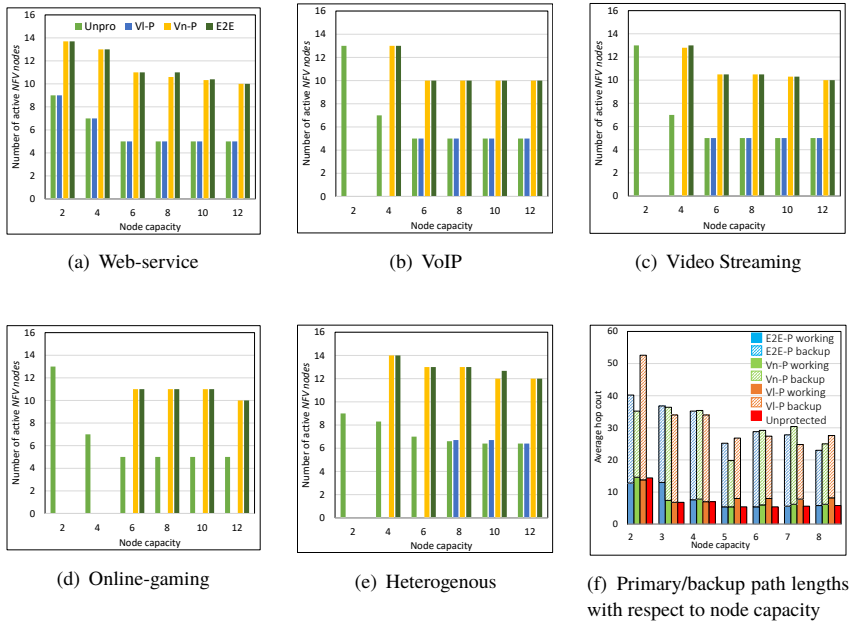 Unpro Vl-P Vn-P E2E
Number of active NFV nodes
16
14
12
10
8
6
4
2
0
2 4 6 8 10 12
Node capacity
(a) Web-service
Number of active NFV nodes
16
14
12
10
8
6
4
2
0
2 4 6 8 10 12
Node capacity
(b) VoIP
Number of active NFV nodes
16
14
12
10
8
6
4
2
0
2 4 6 8 10 12
Node capacity
(c) Video Streaming
Number of active NFV nodes
16
14
12
10
8
6
4
2
0
2 4 6 8 10 12
Node capacity
(d) Online-gaming
Number of active NFV nodes
16
14
12
10
8
6
4
2
0
2 4 6 8 10 12
Node capacity
(e) Heterogenous
Average hop cout
60
50
40
30
20
10
0
E2E-P working
E2E-P backup
Vn-P working
Vn-P backup
Vl-P working
Vl-P backup
Unprotected
2 3 4 5 6 7 8
Node capacity
(f) Primary/backup path lengths
with respect to node capacity